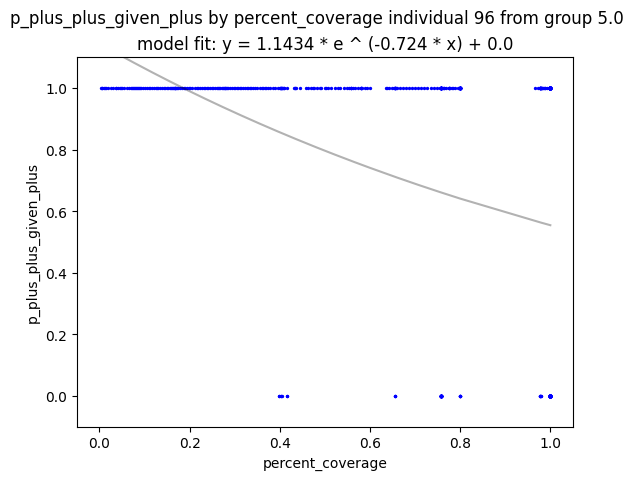 p_plus_plus_given_plus by percent_coverage individual 96 from group 5.0
model fit: y = 1.1434 * e ^ (-0.724 * x) + 0.0
1.0
0.8
0.6
0.4
0.2
0.0
p_plus_plus_given_plus
0.0 0.2 0.4 0.6 0.8 1.0
percent_coverage